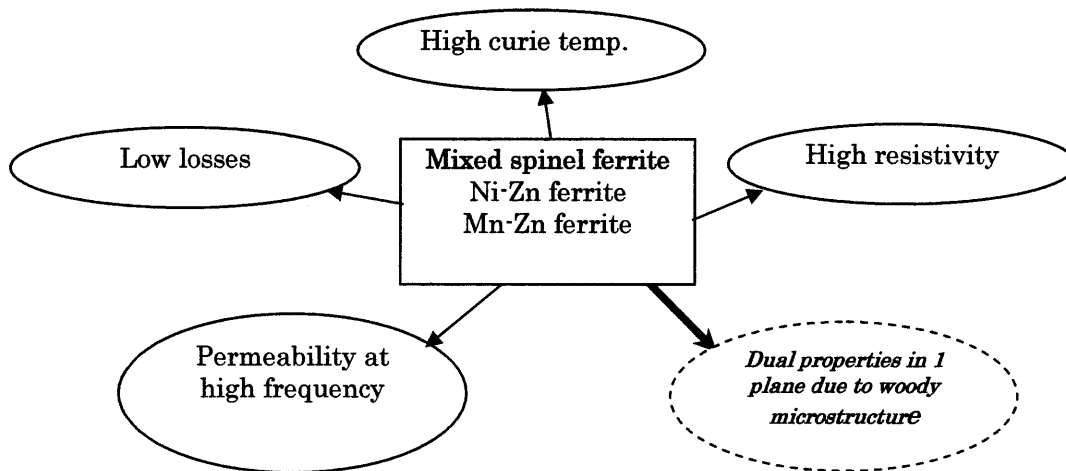 High curie temp.
Low losses
Mixed spinel ferrite
Ni-Zn ferrite
Mn-Zn ferrite
High resistivity
Permeability at
high frequency
Dual properties in 1
plane due to woody
microstructure